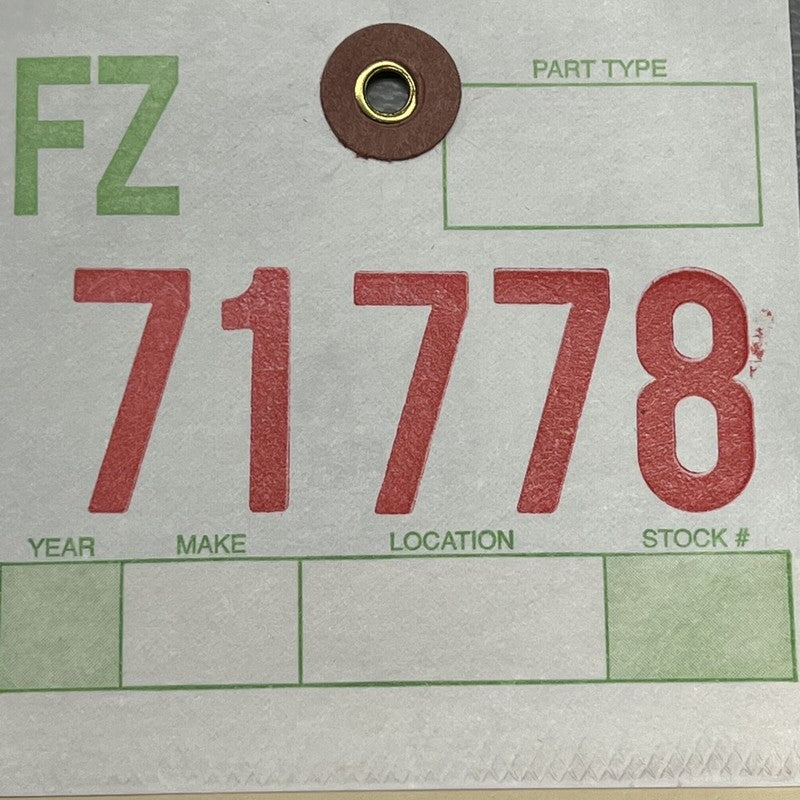 FZ
PART TYPE
71778
YEAR MAKE LOCATION STOCK #